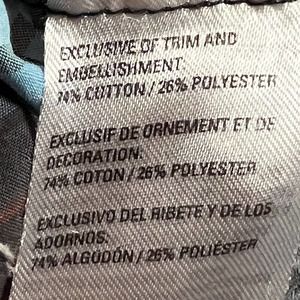 EXCLUSIVE OF TRIM AND
EMBELLISHMENT:
74% COTTON / 26% POLYESTER
EXCLUSIF DE ORNEMENT ET DE
DECORATION:
74% COTON / 26% POLYESTER
EXCLUSIVO DEL RIBETE Y DE LOS
ADORNOS:
74% ALGODÓN / 26% POLIÉSTER